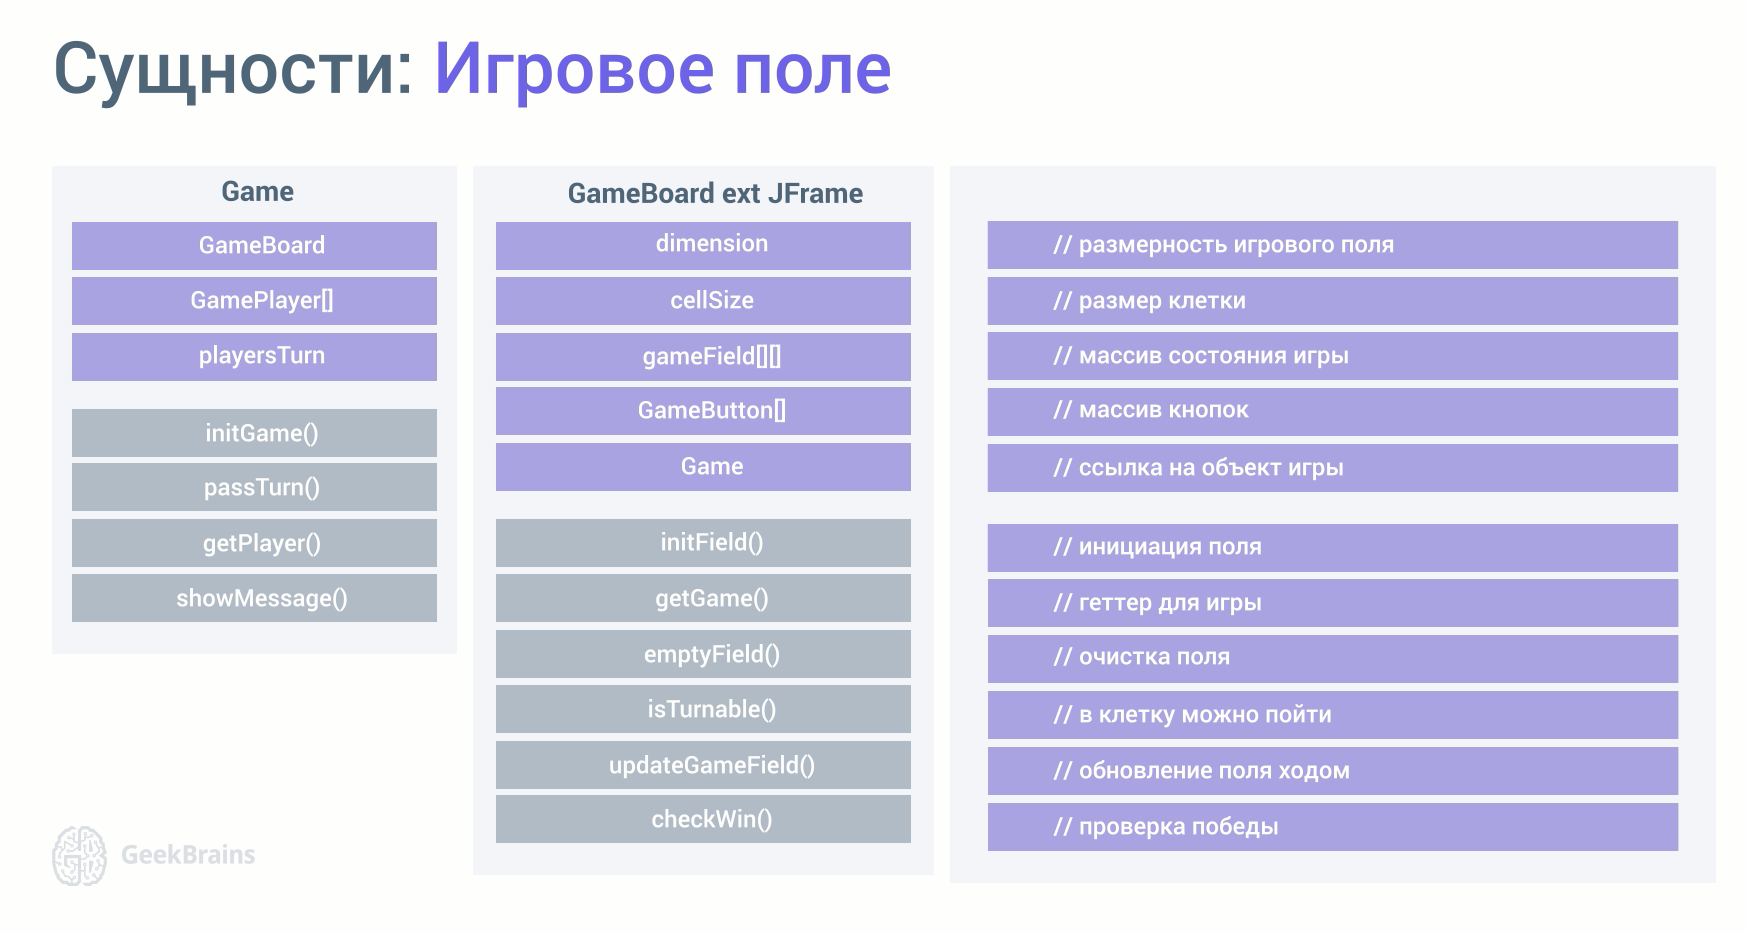 Сущности: Игровое поле
Game
GameBoard
GamePlayer[]
playersTurn
initGame()
passTurn()
getPlayer()
showMessage()
GameBoard ext JFrame
dimension
cellSize
gameField[][]
GameButton[]
Game
initField()
getGame()
emptyField()
isTurnable()
updateGameField()
checkWin()
// размерность игрового поля
// размер клетки
// массив состояния игры
// массив кнопок
// ссылка на объект игры
// инициация поля
// геттер для игры
// очистка поля
// в клетку можно пойти
// обновление поля ходом
// проверка победы
GeekBrains